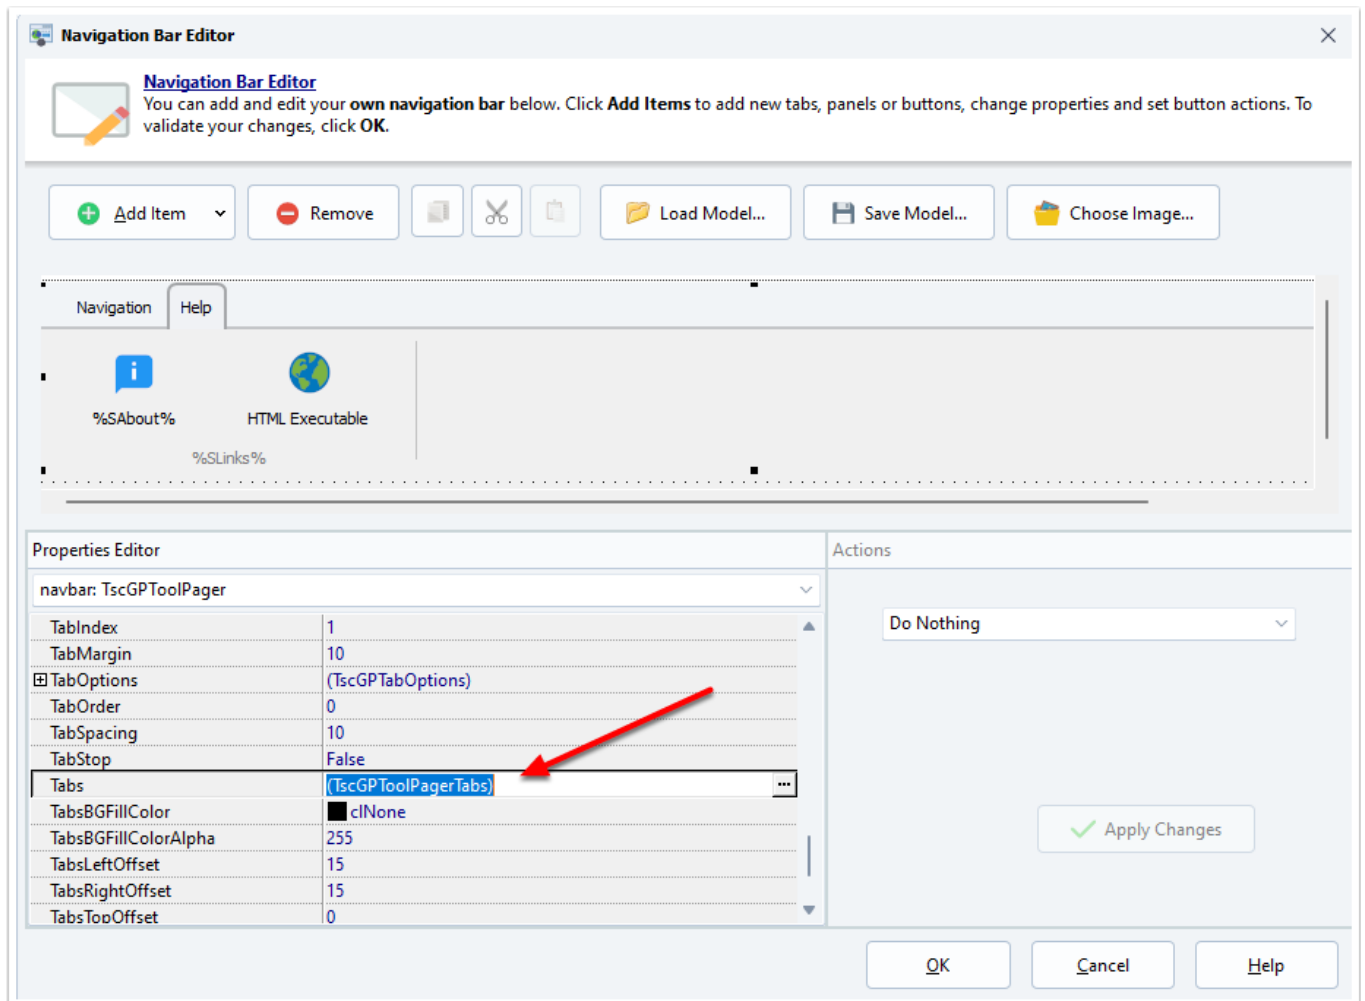 Navigation Bar Editor
Navigation Bar Editor
You can add and edit your own navigation bar below. Click Add Items to add new tabs, panels or buttons, change properties and set button actions. To
validate your changes, click OK.
Add Item
Remove
Load Model...
Save Model...
Choose Image...
Navigation
Help
%SAbout%
HTML Executable
%SLinks%
Properties Editor
Actions
navbar: TscGPToolPager
Do Nothing
TabIndex 1
TabMargin 10
TabOptions (TscGPTabOptions)
TabOrder 0
TabSpacing 10
TabStop False
Tabs (TscGPToolPagerTabs) ...
TabsBGFillColor clNone
TabsBGFillColorAlpha 255
TabsLeftOffset 15
TabsRightOffset 15
TabsTopOffset 0
Apply Changes
OK
Cancel
Help